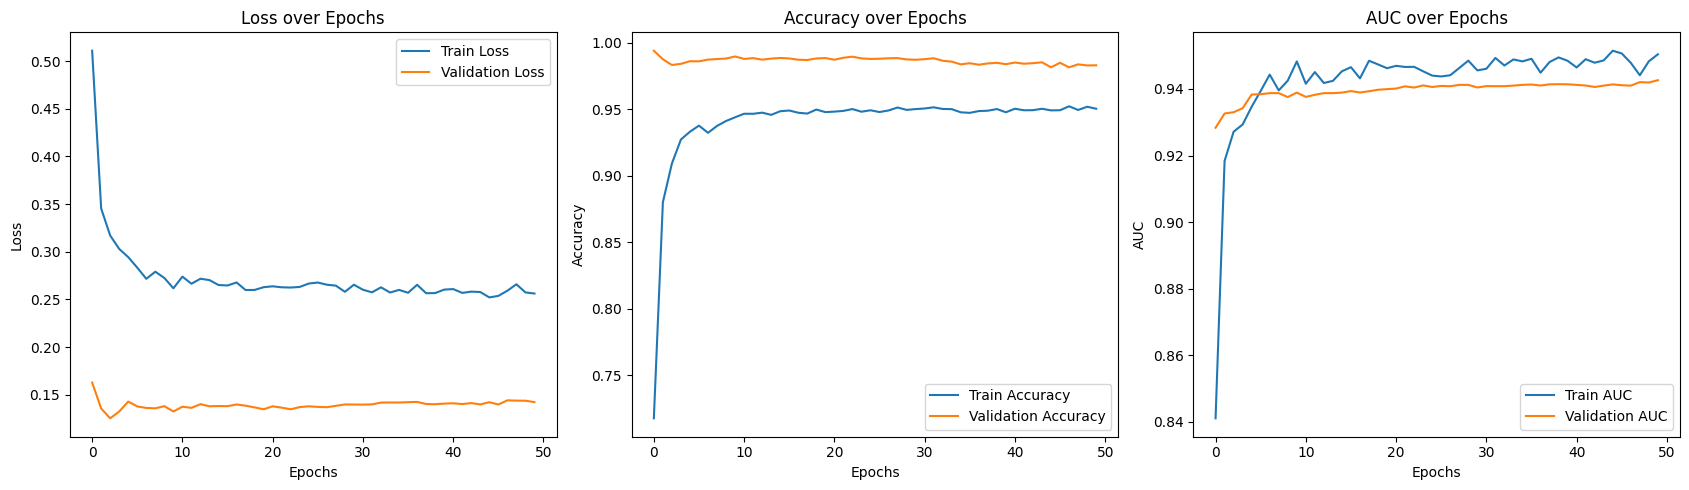 Loss over Epochs
Train Loss
Validation Loss
0.50
0.45
0.40
0.35
0.30
0.25
0.20
0.15
Loss
0 10 20 30 40 50
Epochs
Accuracy over Epochs
1.00
0.95
0.90
0.85
0.80
0.75
Accuracy
Train Accuracy
Validation Accuracy
0 10 20 30 40 50
Epochs
AUC over Epochs
0.94
0.92
0.90
0.88
0.86
0.84
AUC
Train AUC
Validation AUC
0 10 20 30 40 50
Epochs